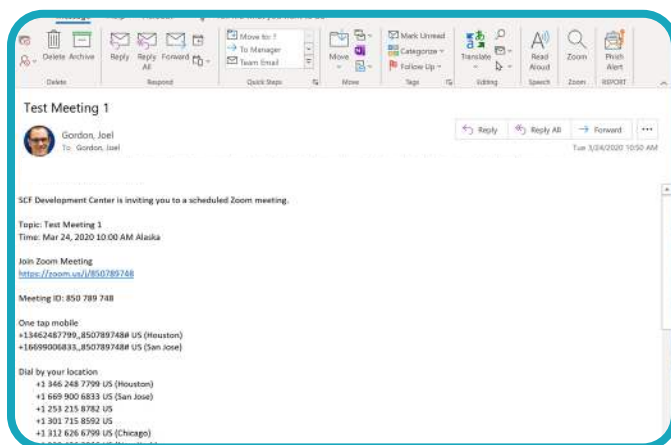 Message
Delete Archive
Reply Reply All Forward
Move to: ?
To Manager
Team Email
Move
Mark Unread
Categorize
Follow Up
Translate
Read Aloud
Zoom
Phish Alert
Delete
Respond
Quick Steps
Move
Tags
Editing
Speech
Zoom
REPORT
Test Meeting 1
Gordon, Joel
To Gordon, Joel
Reply
Reply All
Forward
Tue 3/24/2020 10:50 AM
SCF Development Center is inviting you to a scheduled Zoom meeting.
Topic: Test Meeting 1
Time: Mar 24, 2020 10:00 AM Alaska
Join Zoom Meeting
https://zoom.us/j/850789748
Meeting ID: 850 789 748
One tap mobile
+13462487799,,850789748# US (Houston)
+16699006833,,850789748# US (San Jose)
Dial by your location
+1 346 248 7799 US (Houston)
+1 669 900 6833 US (San Jose)
+1 253 215 8782 US
+1 301 715 8592 US
+1 312 626 6799 US (Chicago)